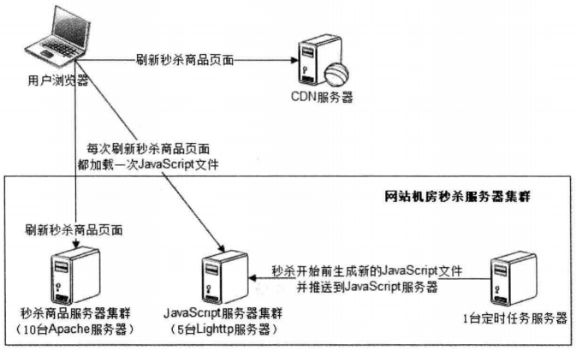 刷新秒杀商品页面
用户浏览器
CDN服务器
每次刷新秒杀商品页面
都加载一次JavaScript文件
网站机房秒杀服务器集群
刷新秒杀商品页面
秒杀开始前生成新的JavaScript文件
并推送到JavaScript服务器
秒杀商品服务器集群
（10台Apache服务器）
JavaScript服务器集群
（5台Lighttp服务器）
1台定时任务服务器